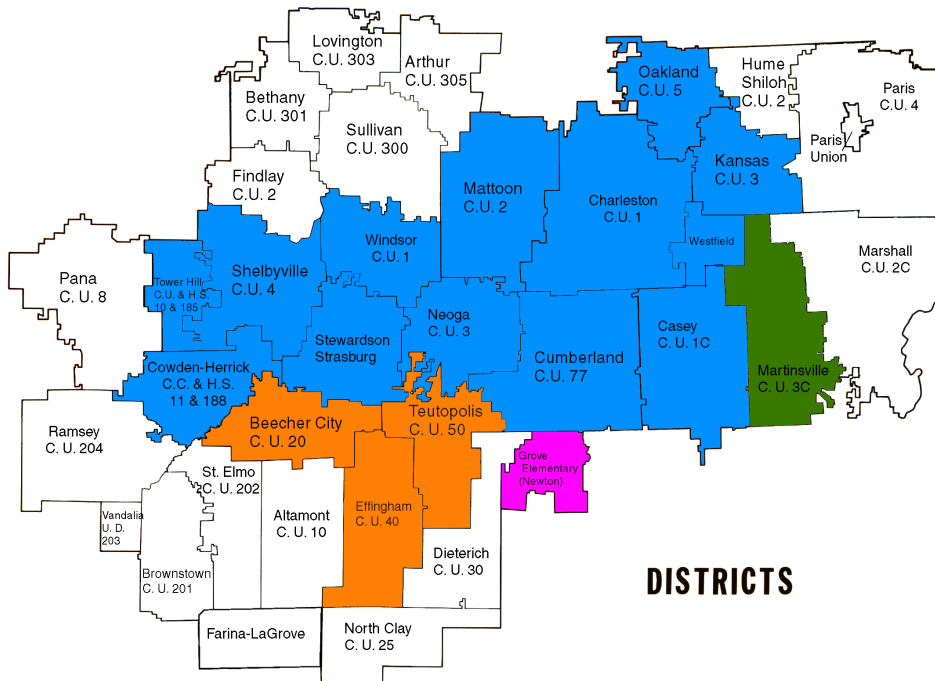 Lovington
C.U. 303
Arthur
C.U. 305
Bethany
C.U. 301
Sullivan
C.U. 300
Findlay
C.U. 2
Oakland
C.U. 5
Hume
Shiloh
C.U. 2
Paris
C.U. 4
Paris
Union
Kansas
C.U. 3
Mattoon
C.U. 2
Charleston
C.U. 1
Westfield
Windsor
C.U. 1
Shelbyville
C.U. 4
Pana
C. U. 8
Tower Hill
C.U. & H.S.
10 & 185
Marshall
C.U. 2C
Neoga
C.U. 3
Stewardson
Strasburg
Casey
C.U. 1C
Cumberland
C.U. 77
Martinsville
C.U. 3C
Cowden-Herrick
C.C. & H.S.
11 & 188
Beecher City
C. U. 20
Teutopolis
C. U. 50
Ramsey
C.U. 204
Grove
Elementary
(Newton)
St. Elmo
C.U. 202
Vandalia
U. D.
203
Altamont
C.U. 10
Effingham
C.U. 40
Dieterich
C.U. 30
Brownstown
C. U. 201
DISTRICTS
Farina-LaGrove
North Clay
C.U. 25